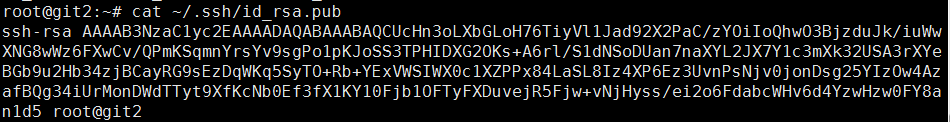 root@git2:~# cat ~/.ssh/id_rsa.pub
ssh-rsa AAAAB3NzaC1yc2EAAAADAQABAAABAQCUcHn3oLXbGLoH76TiyVl1Jad92X2PaC/zYOiIoQhwO3BjzduJk/iuWw
XNG8wWz6FXwCv/QPmKSqmnYrsYv9sgPo1pKJoSS3TPHIDXG2OKs+A6rl/S1dNSoDUan7naXYL2JX7Y1c3mXk32USA3rXYe
BGb9u2Hb34zjBCayRG9sEzDqWKq5SyTO+Rb+YExVWSIWX0c1XZPPx84LaSL8Iz4XP6Ez3UvnPsNjv0jonDsg25YIzOw4Az
afBQg34iUrMonDWdTTyt9XfKcNb0Ef3fX1KY10Fjb1OFTyFXDuvejR5Fjw+vNjHyss/ei2o6FdabcWHv6d4YzwHzw0FY8a
n1d5 root@git2